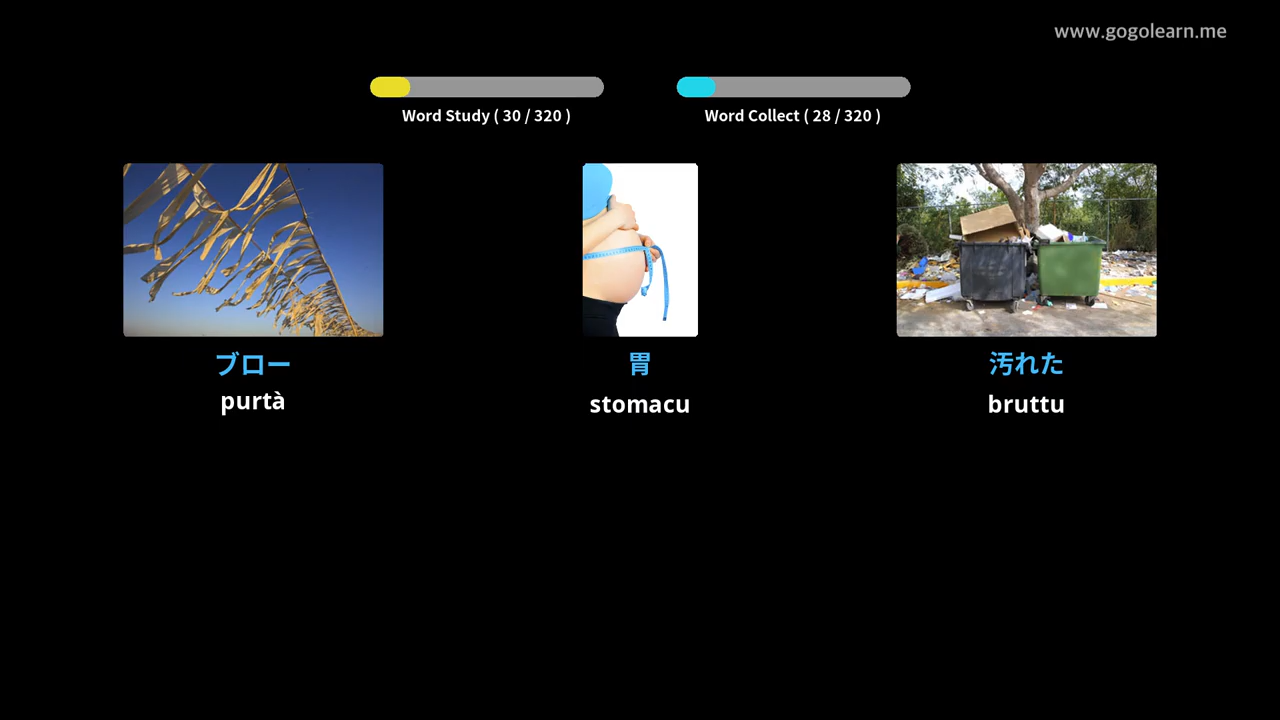 www.gogolearn.me
Word Study ( 30 / 320 )
Word Collect ( 28 / 320 )
ブロー
purtà
胃
stomacu
汚れた
bruttu